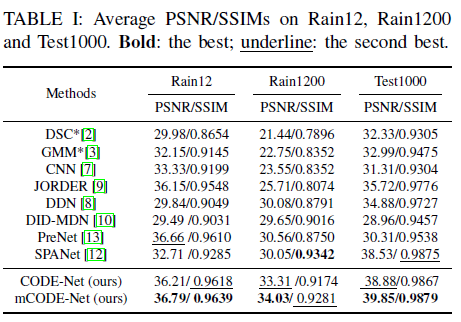 TABLE I: Average PSNR/SSIMs on Rain12, Rain1200
and Test1000. Bold: the best; underline: the second best.
Methods Rain12 Rain1200 Test1000
PSNR/SSIM PSNR/SSIM PSNR/SSIM
DSC*[2] 29.98/0.8654 21.44/0.7896 32.33/0.9305
GMM*[3] 32.15/0.9145 22.75/0.8352 32.99/0.9475
CNN [7] 33.33/0.9199 23.55/0.8352 31.31/0.9304
JORDER [9] 36.15/0.9548 25.71/0.8074 35.72/0.9776
DDN [8] 29.84/0.9049 30.08/0.8791 34.88/0.9727
DID-MDN [10] 29.49 /0.9031 29.65/0.9016 28.96/0.9457
PreNet [13] 36.66 /0.9610 30.56/0.8750 30.31/0.9538
SPANet [12] 32.71 /0.9285 30.05/0.9342 38.53/ 0.9875
CODE-Net (ours) 36.21/ 0.9618 33.31 /0.9174 38.88/0.9867
mCODE-Net (ours) 36.79/ 0.9639 34.03/ 0.9281 39.85/0.9879